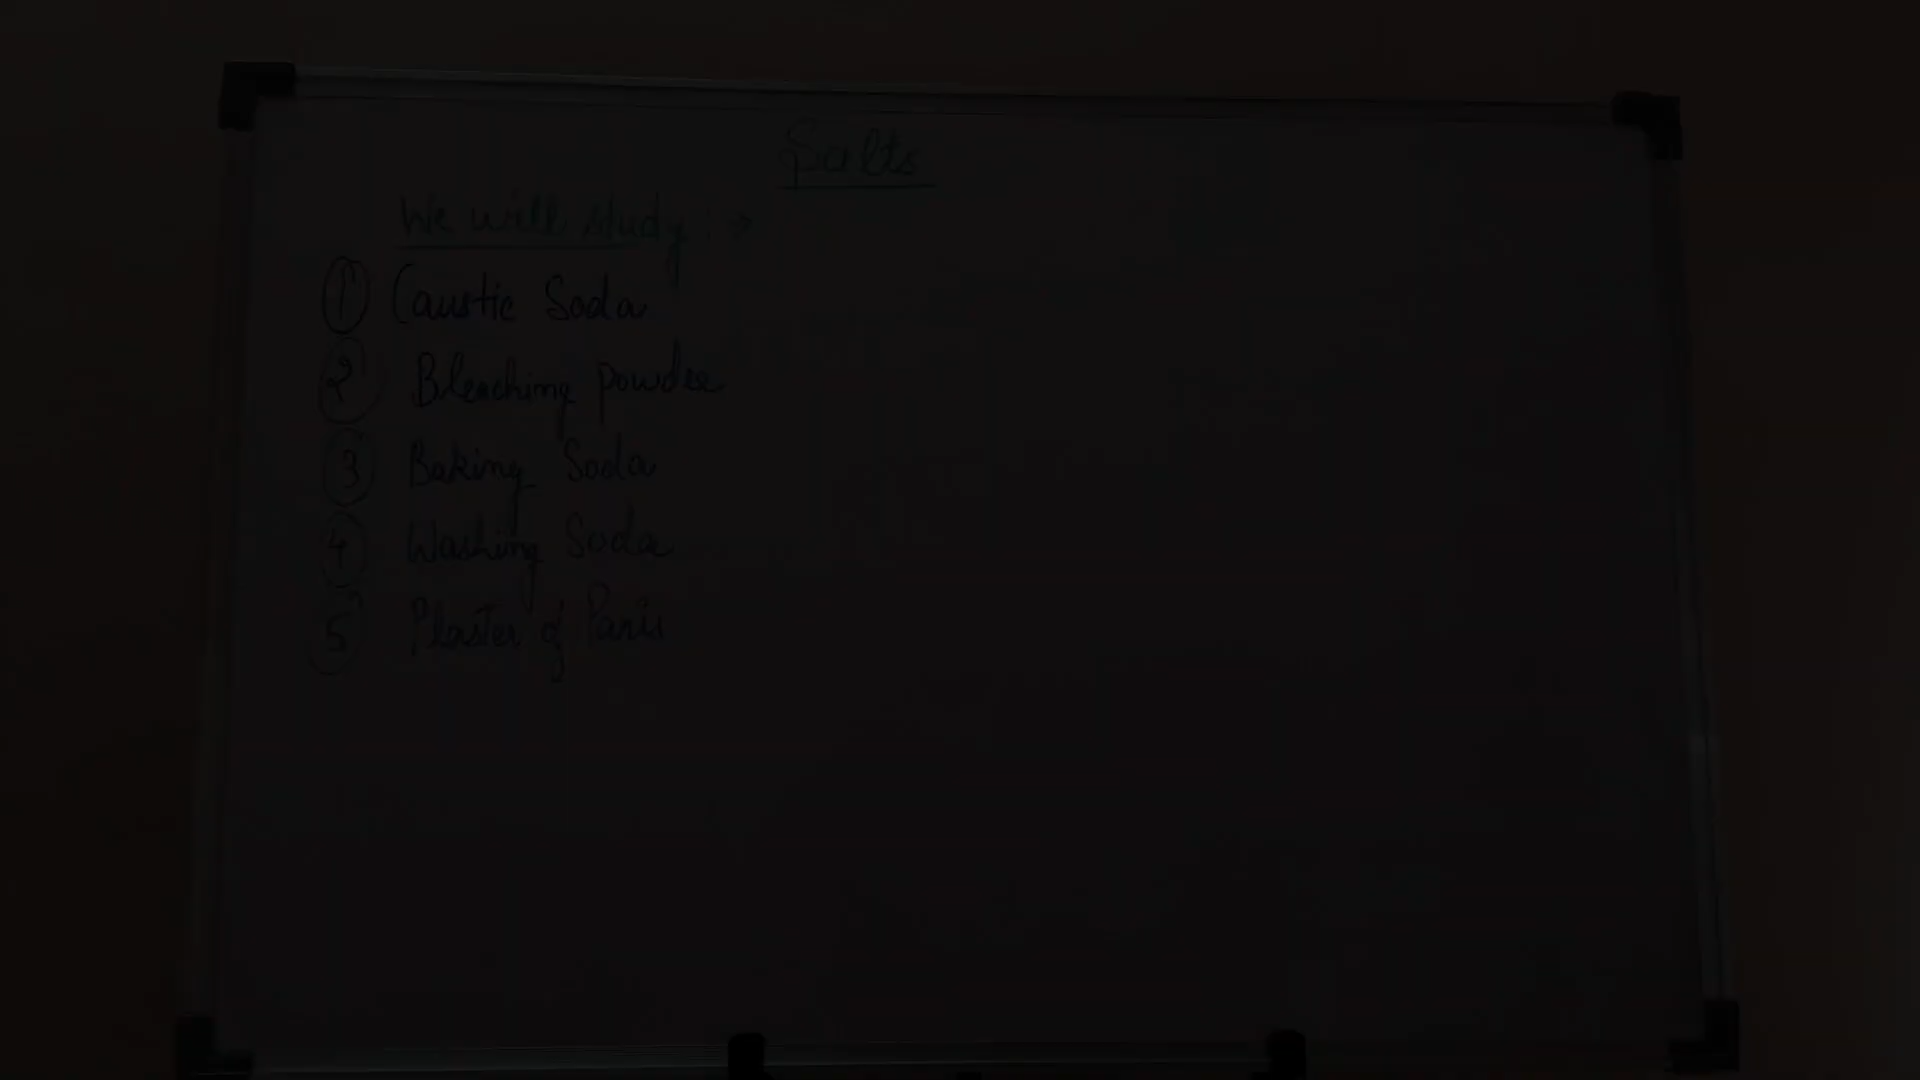 Salts
We will study : →
① Caustic Soda
② Bleaching powder
③ Baking Soda
④ Washing Soda
⑤ Plaster of Paris